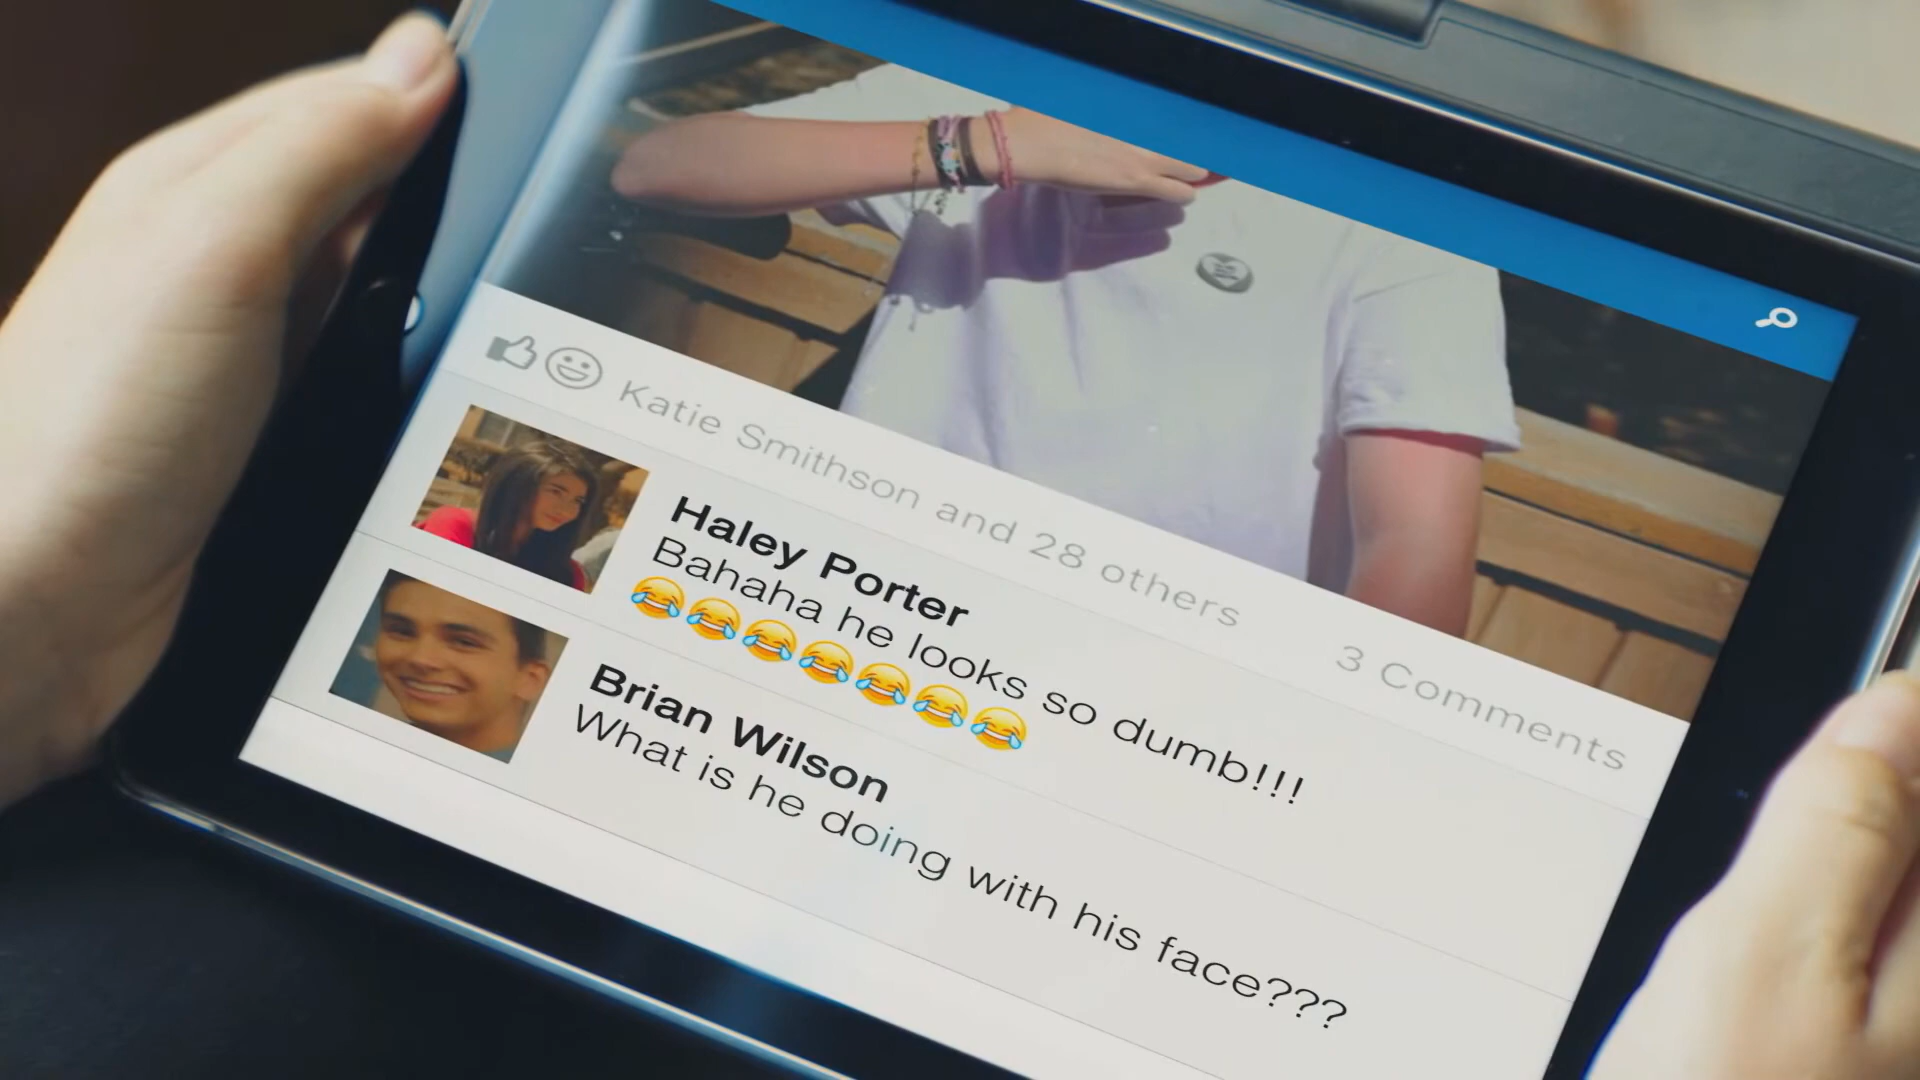 Katie Smithson and 28 others
3 Comments
Haley Porter
Bahaha he looks so dumb!!!
😂😂😂😂😂😂😂
Brian Wilson
What is he doing with his face???